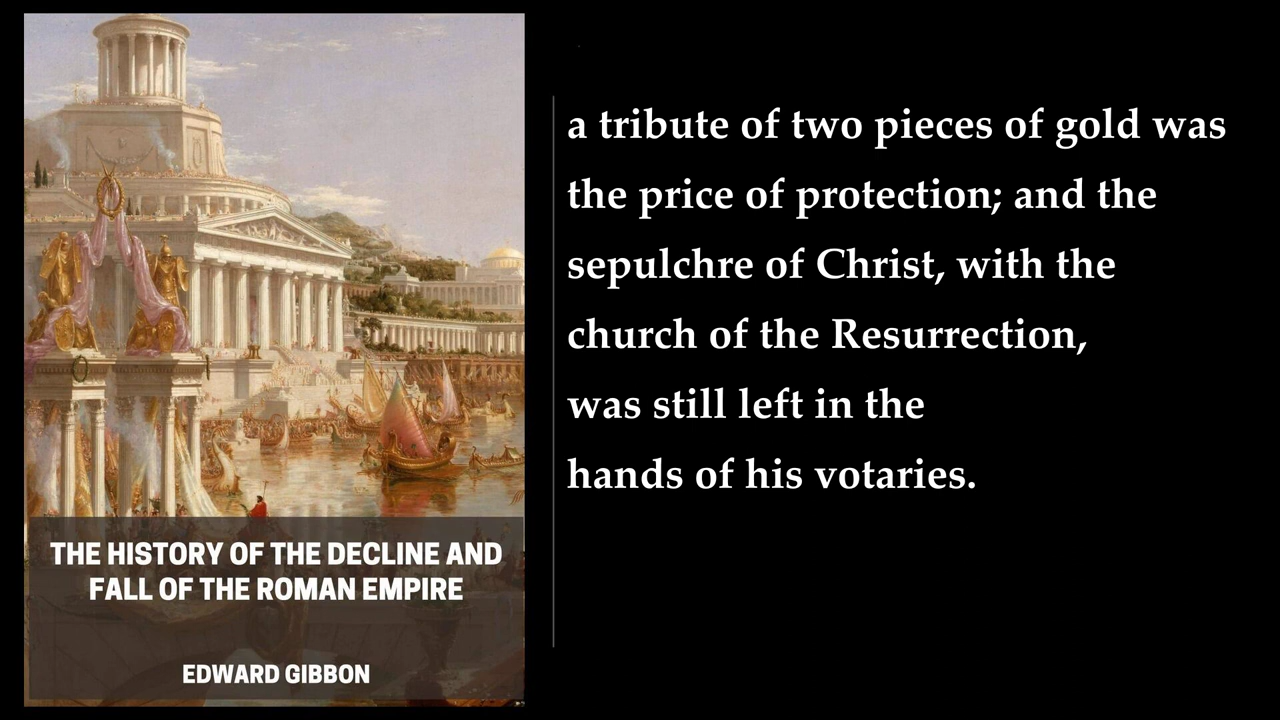 a tribute of two pieces of gold was
the price of protection; and the
sepulchre of Christ, with the
church of the Resurrection,
was still left in the
hands of his votaries.
THE HISTORY OF THE DECLINE AND
FALL OF THE ROMAN EMPIRE
EDWARD GIBBON